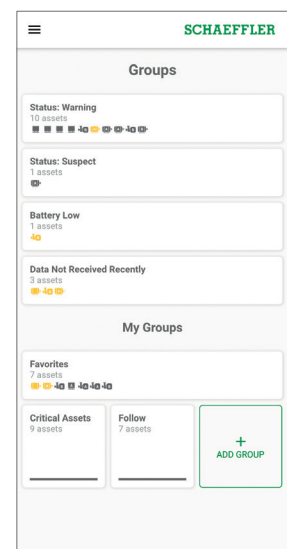 SCHAEFFLER
Groups
Status: Warning
10 assets
Status: Suspect
1 assets
Battery Low
1 assets
Data Not Received Recently
3 assets
My Groups
Favorites
7 assets
Critical Assets
9 assets
Follow
7 assets
+
ADD GROUP